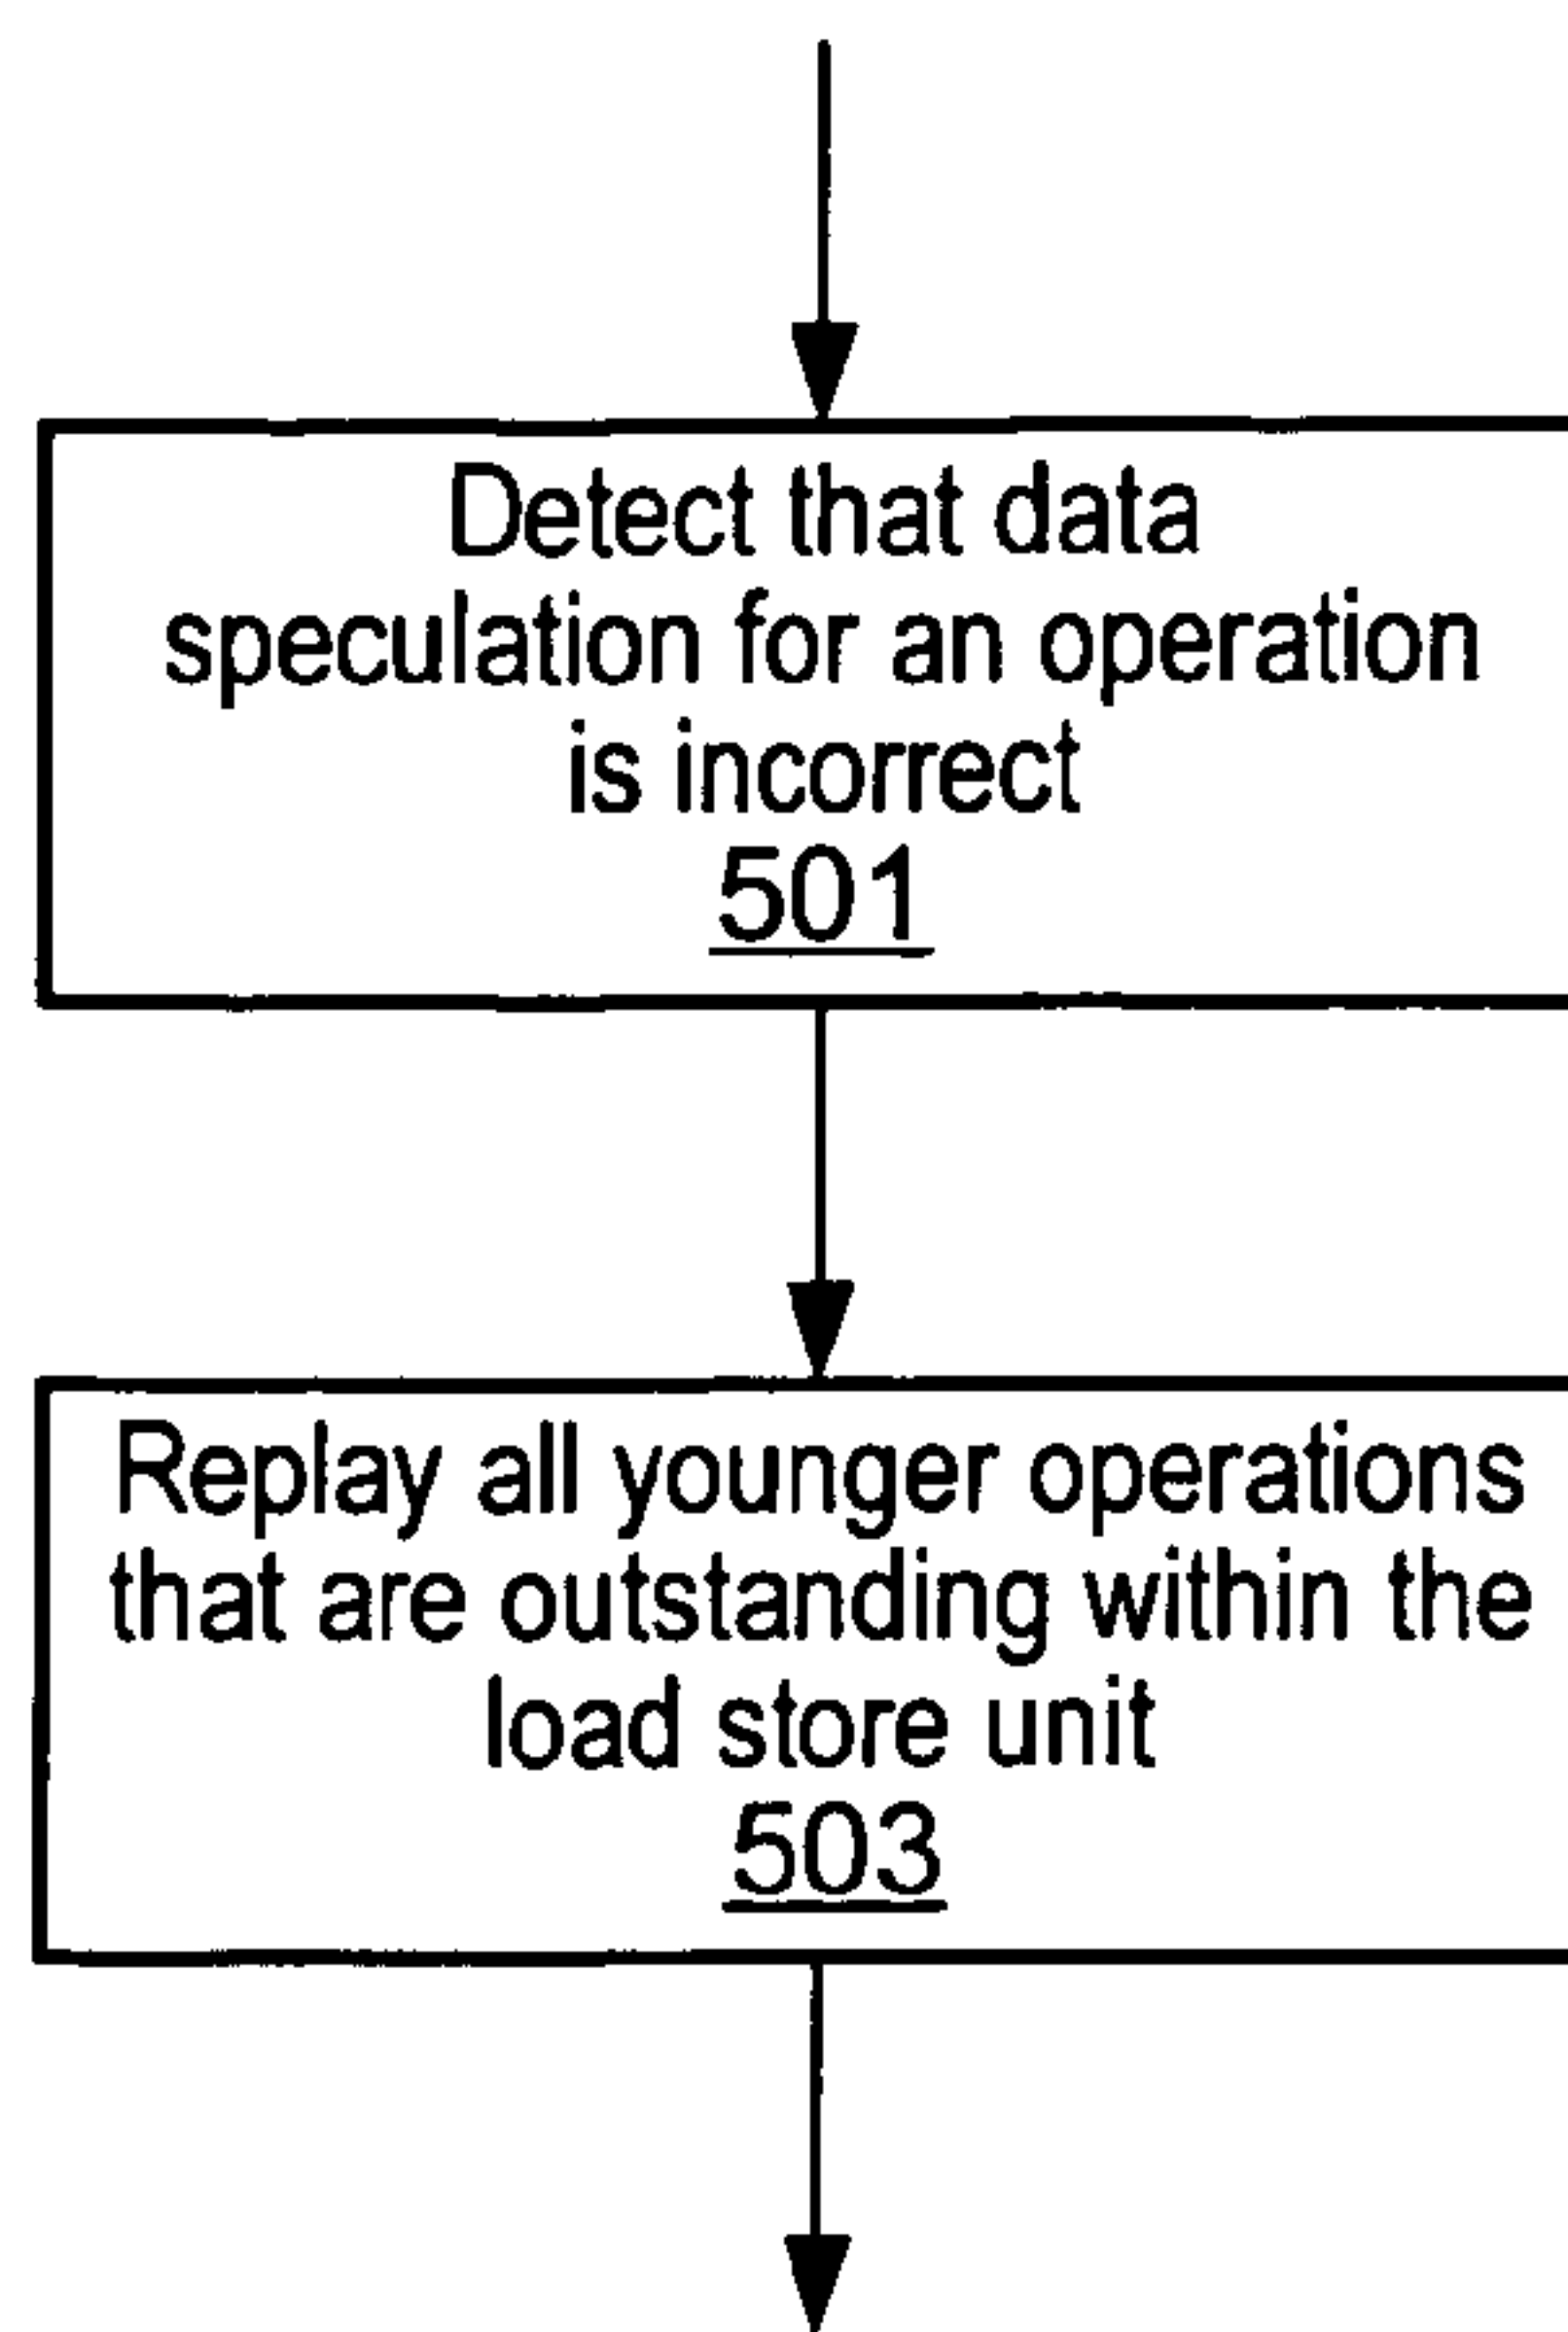 Detect that data
speculation for an operation
is incorrect
501
Replay all younger operations
that are outstanding within the
load store unit
503